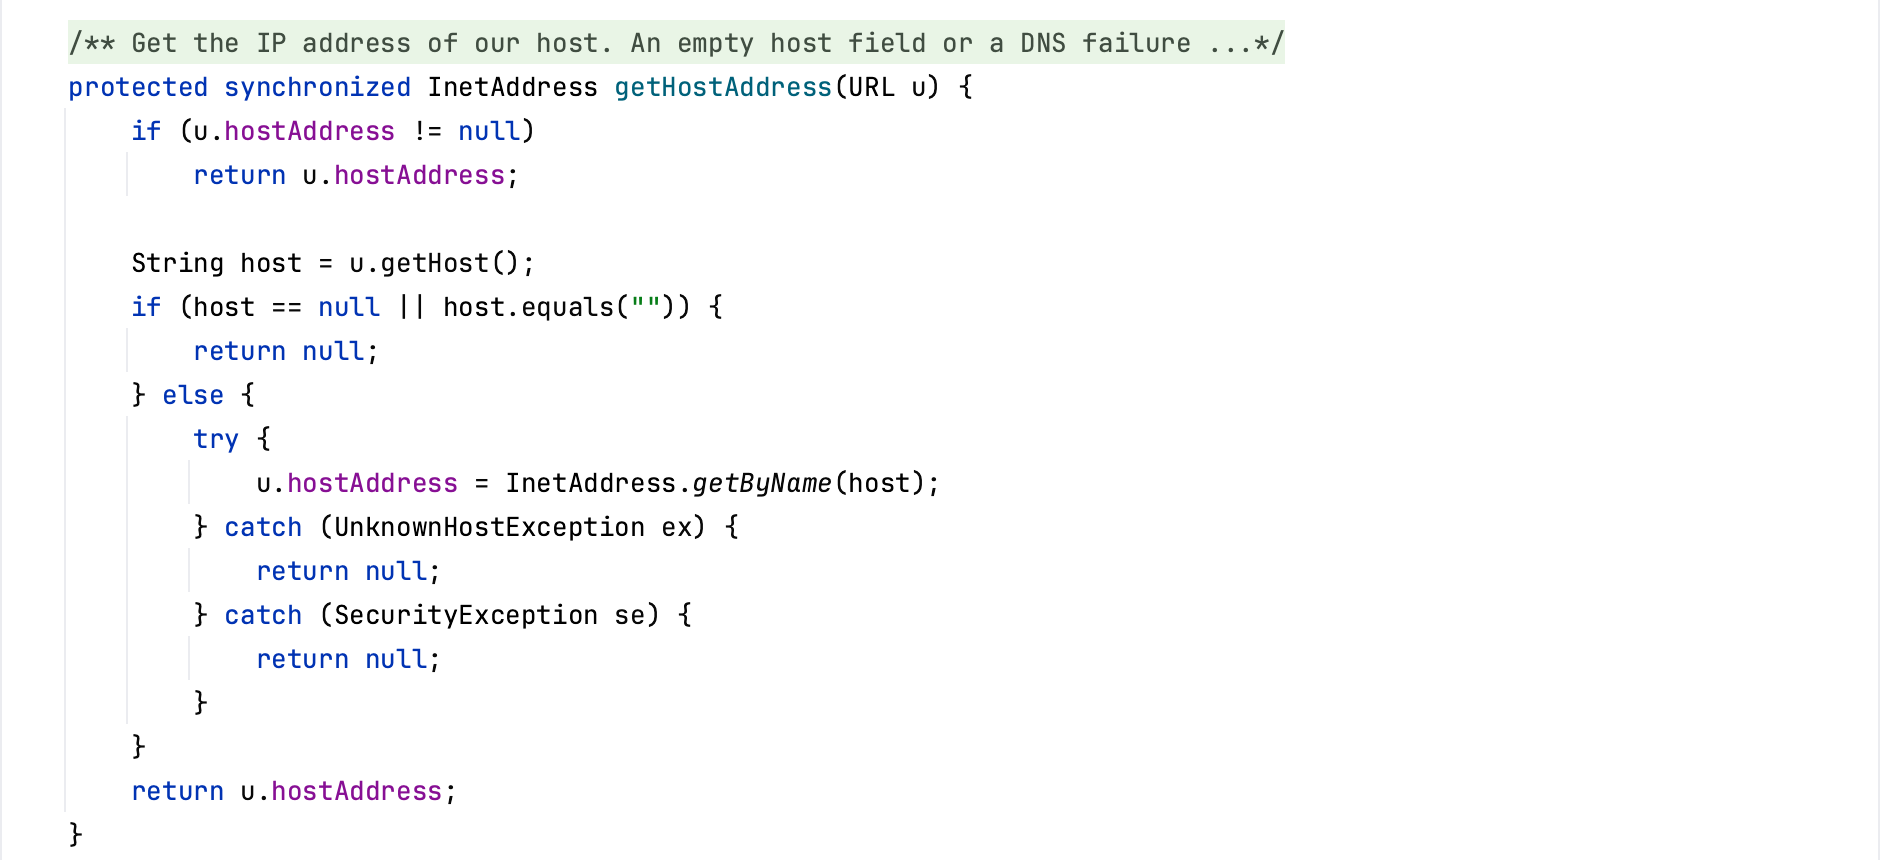 /** Get the IP address of our host. An empty host field or a DNS failure ...*/
protected synchronized InetAddress getHostAddress(URL u) {
    if (u.hostAddress != null)
        return u.hostAddress;

    String host = u.getHost();
    if (host == null || host.equals("")) {
        return null;
    } else {
        try {
            u.hostAddress = InetAddress.getByName(host);
        } catch (UnknownHostException ex) {
            return null;
        } catch (SecurityException se) {
            return null;
        }
    }
    return u.hostAddress;
}